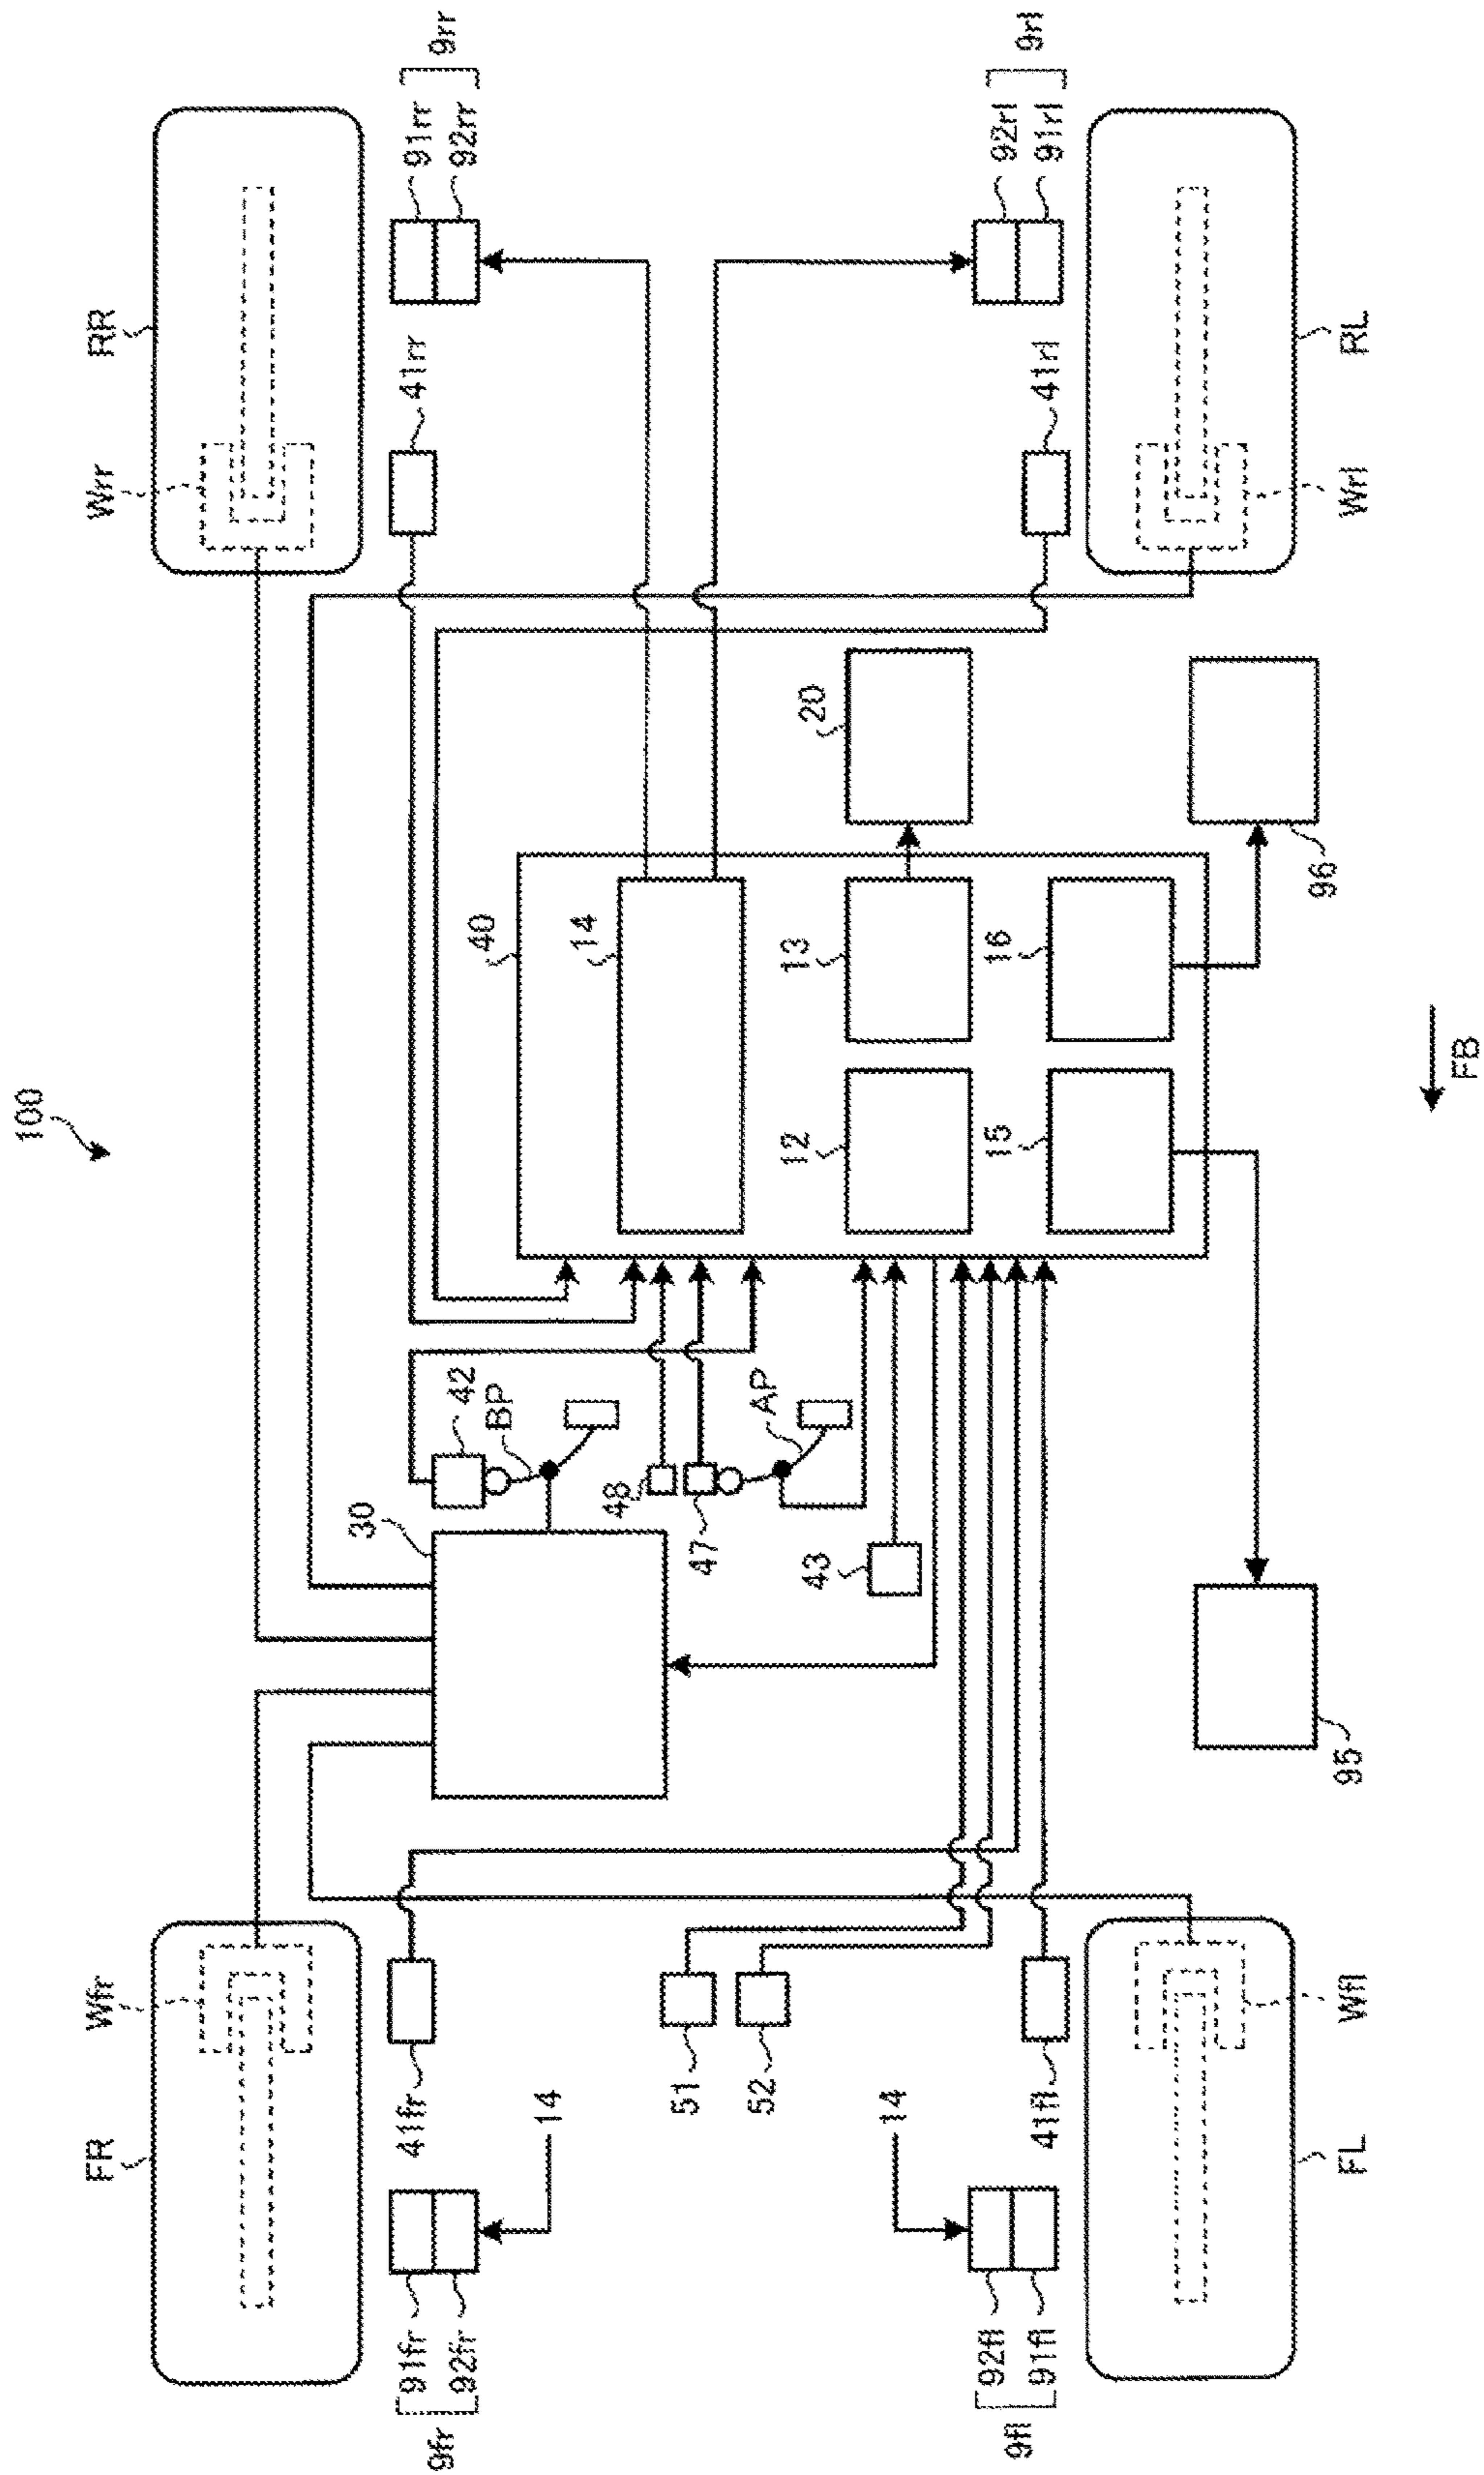 100
FR
Wfr
Wrr
RR
9fr
91fr
92fr
41fr
14
30
42
BP
41rr
91rr
92rr
9rr
48
47
AP
43
51
52
40
14
12
13
20
15
16
9fl
92fl
91fl
14
41fl
41rl
92rl
91rl
9rl
FL
Wfl
95
96
Wrl
RL
FB